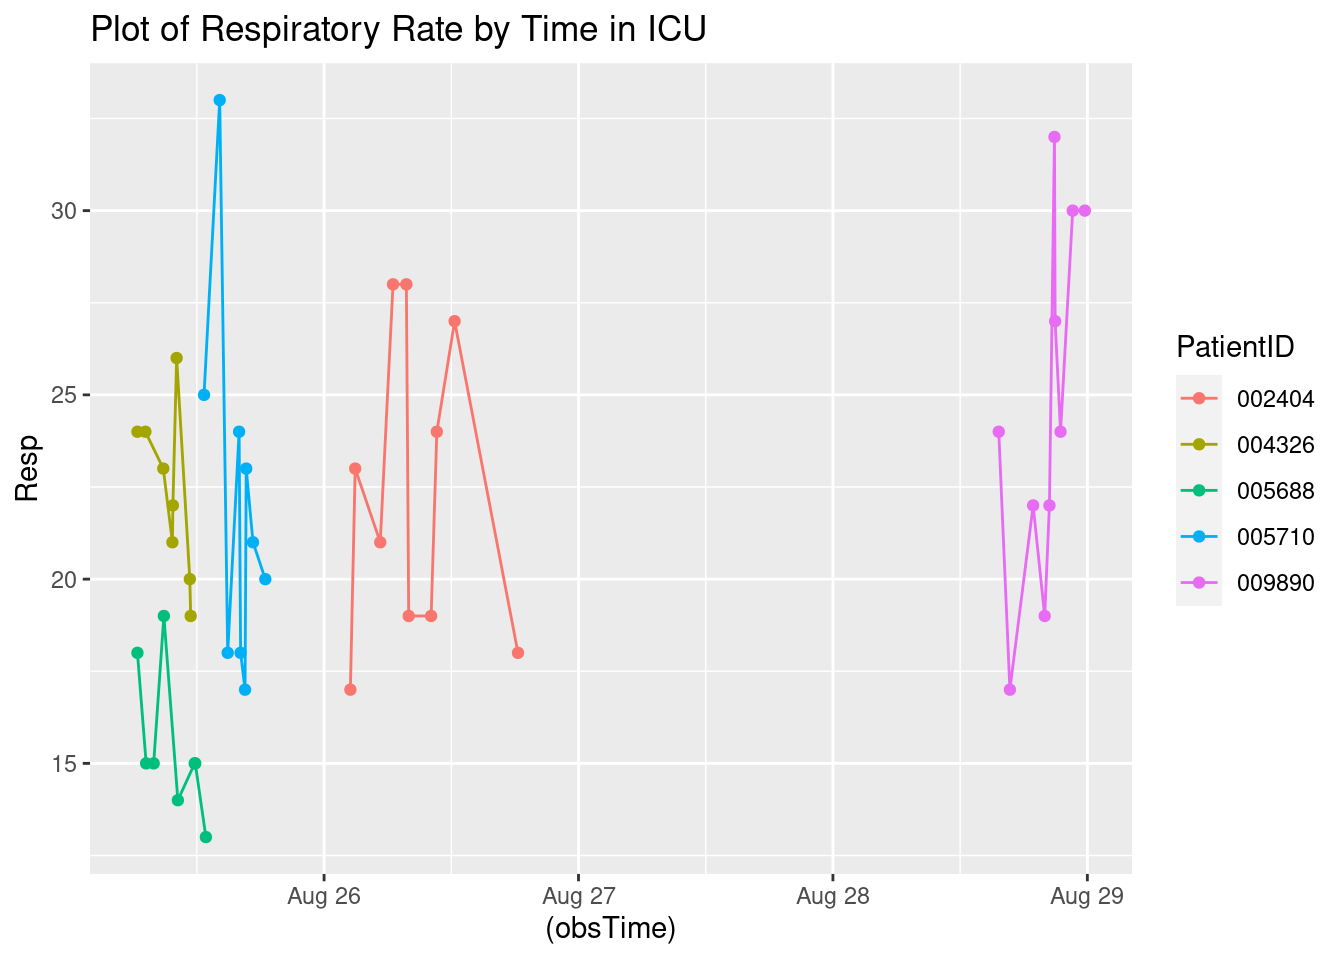 Plot of Respiratory Rate by Time in ICU
Resp
30
25
20
15
Aug 26
Aug 27
Aug 28
Aug 29
(obsTime)
PatientID
002404
004326
005688
005710
009890